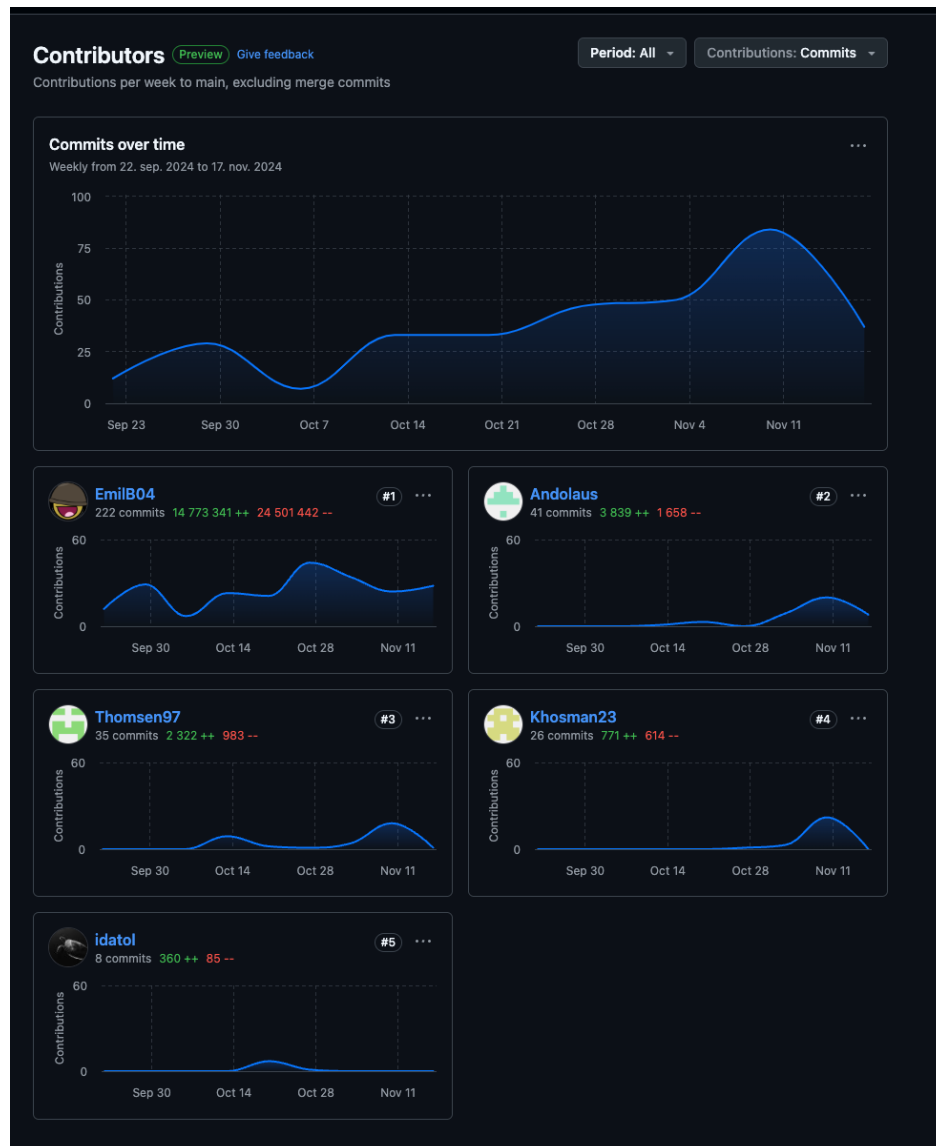 Contributors Preview Give feedback
Period: All
Contributions: Commits
Contributions per week to main, excluding merge commits
Commits over time
Weekly from 22. sep. 2024 to 17. nov. 2024
Contributions
100
75
50
25
0
Sep 23 Sep 30 Oct 7 Oct 14 Oct 21 Oct 28 Nov 4 Nov 11
EmilB04
#1
222 commits 14 773 341 ++ 24 501 442 --
Contributions
60
0
Sep 30 Oct 14 Oct 28 Nov 11
Andolaus
#2
41 commits 3 839 ++ 1 658 --
Contributions
60
0
Sep 30 Oct 14 Oct 28 Nov 11
Thomsen97
#3
35 commits 2 322 ++ 983 --
Contributions
60
0
Sep 30 Oct 14 Oct 28 Nov 11
Khosman23
#4
26 commits 771 ++ 614 --
Contributions
60
0
Sep 30 Oct 14 Oct 28 Nov 11
idatol
#5
8 commits 360 ++ 85 --
Contributions
60
0
Sep 30 Oct 14 Oct 28 Nov 11